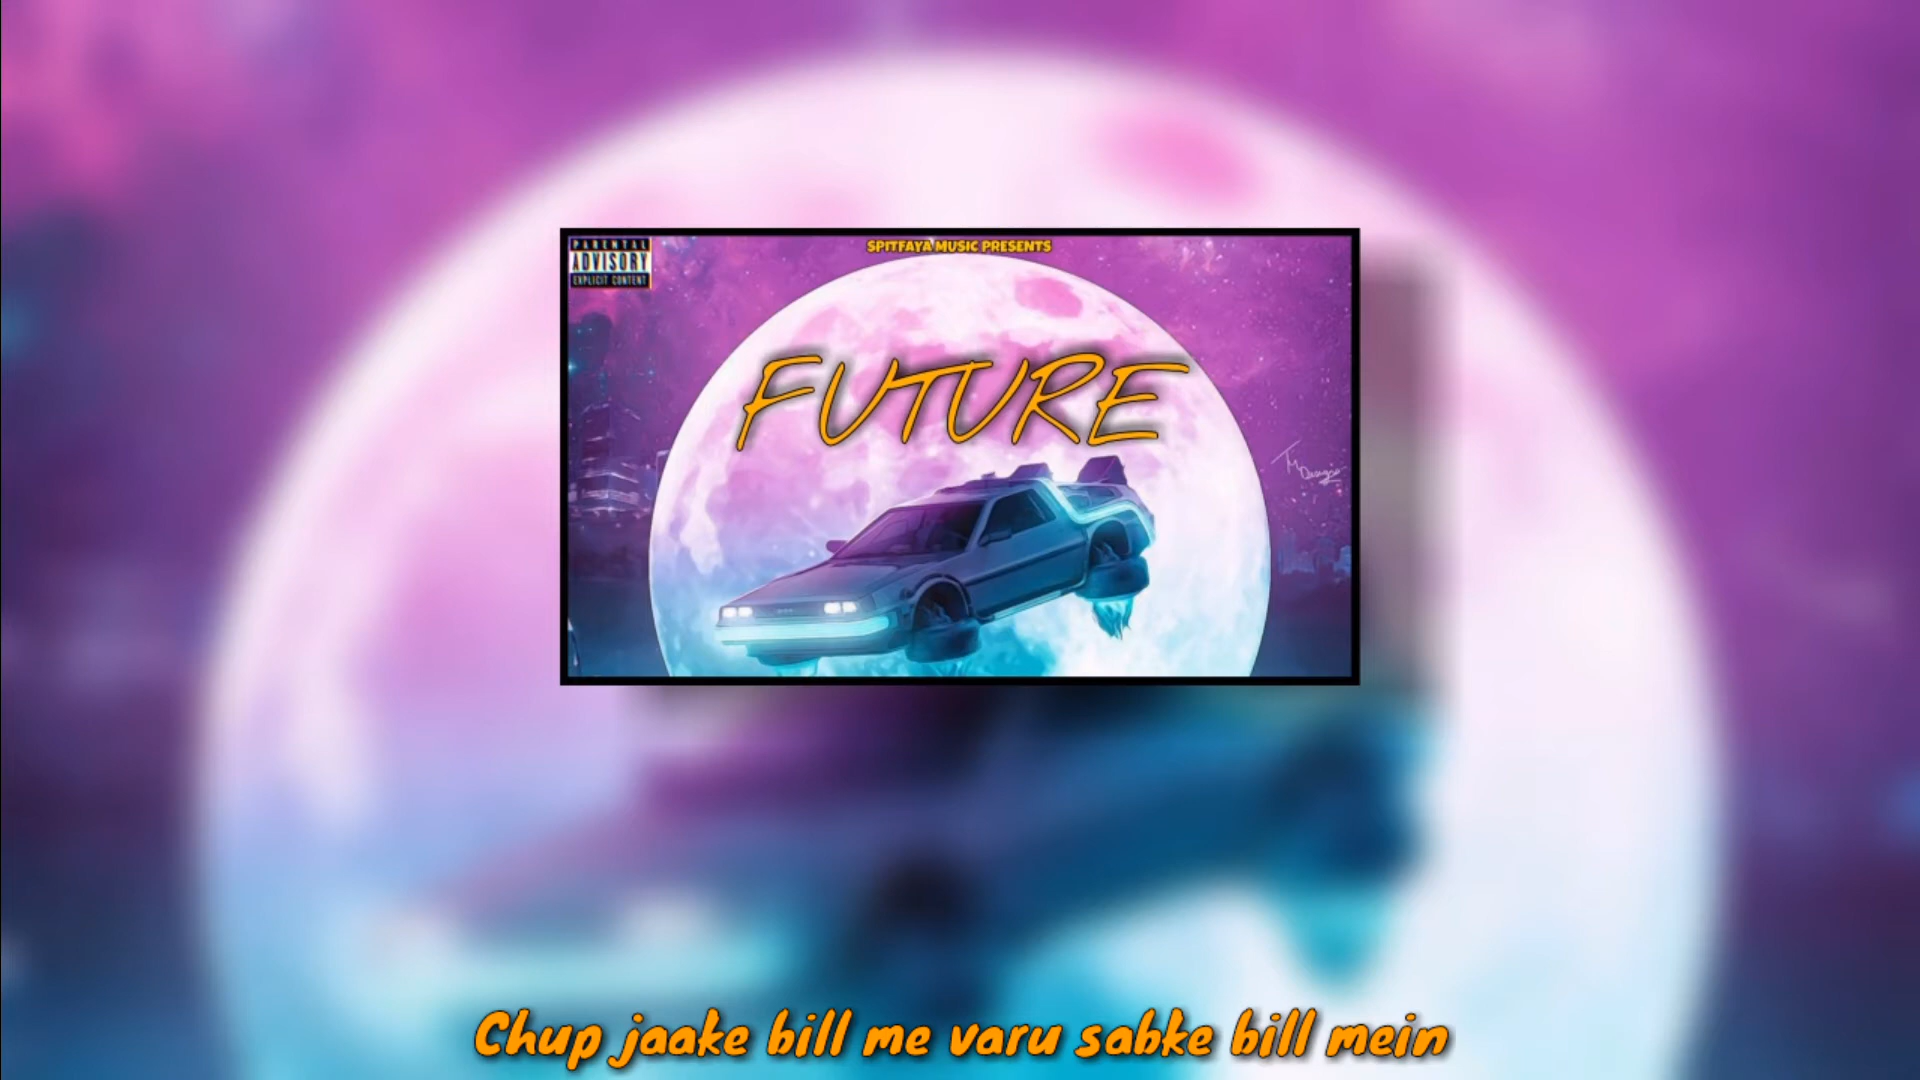 SPITFAYA MUSIC PRESENTS
PARENTAL
ADVISORY
EXPLICIT CONTENT
FUTURE
Chup jaake bill me varu sabke bill mein